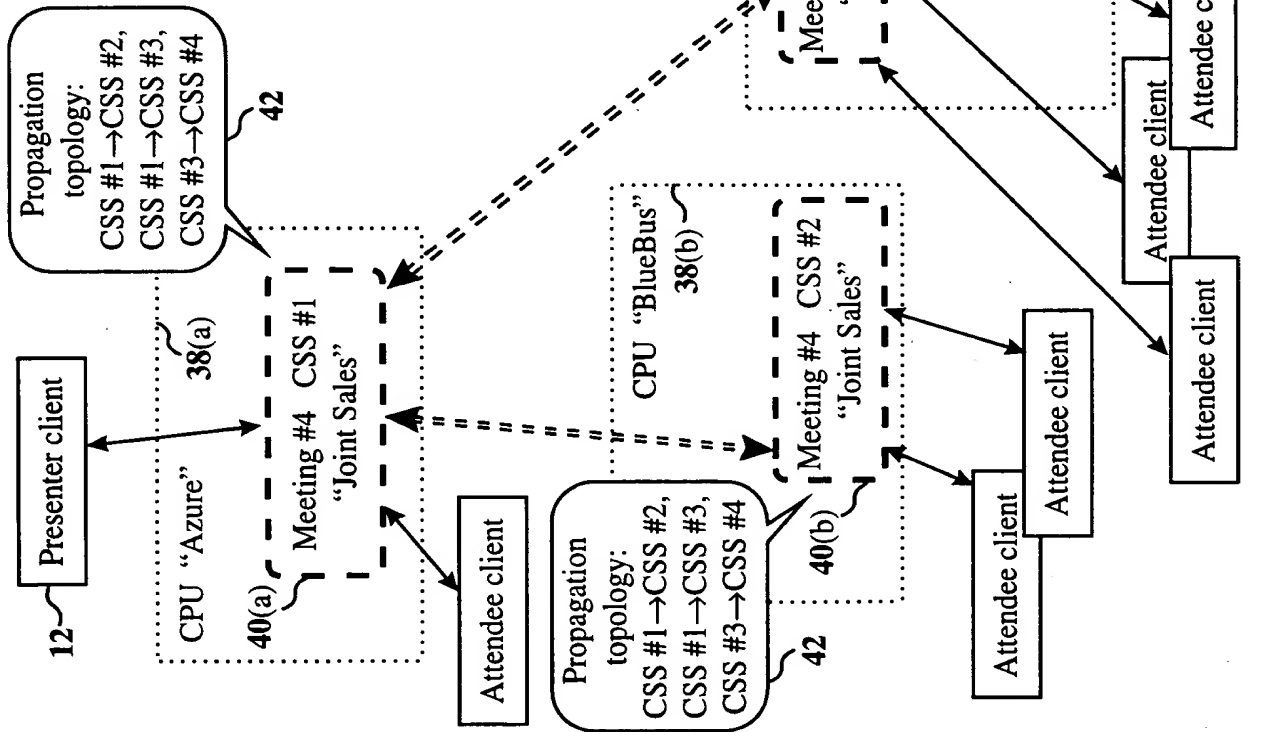 12
Presenter client
CPU “Azure”
38(a)
40(a)
Meeting #4 CSS #1
“Joint Sales”
Propagation
topology:
CSS #1→CSS #2,
CSS #1→CSS #3,
CSS #3→CSS #4
42
Attendee client
Propagation
topology:
CSS #1→CSS #2,
CSS #1→CSS #3,
CSS #3→CSS #4
42
CPU “BlueBus”
38(b)
40(b)
Meeting #4 CSS #2
“Joint Sales”
Attendee client
Attendee client
Mee
“
Attendee client
Attendee client
Attendee c